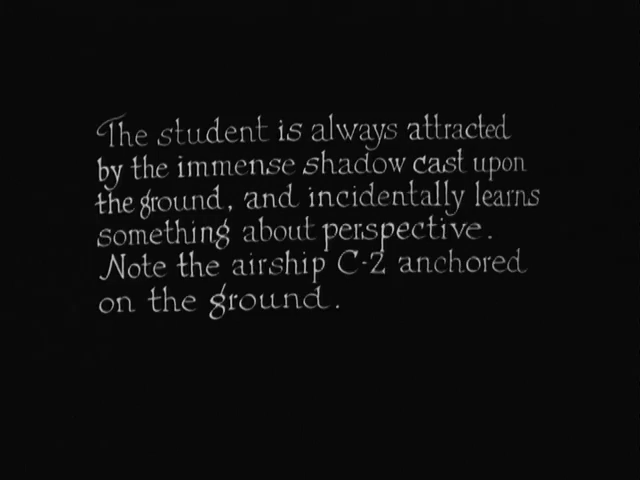 The student is always attracted
by the immense shadow cast upon
the ground, and incidentally learns
something about perspective.
Note the airship C-2 anchored
on the ground.